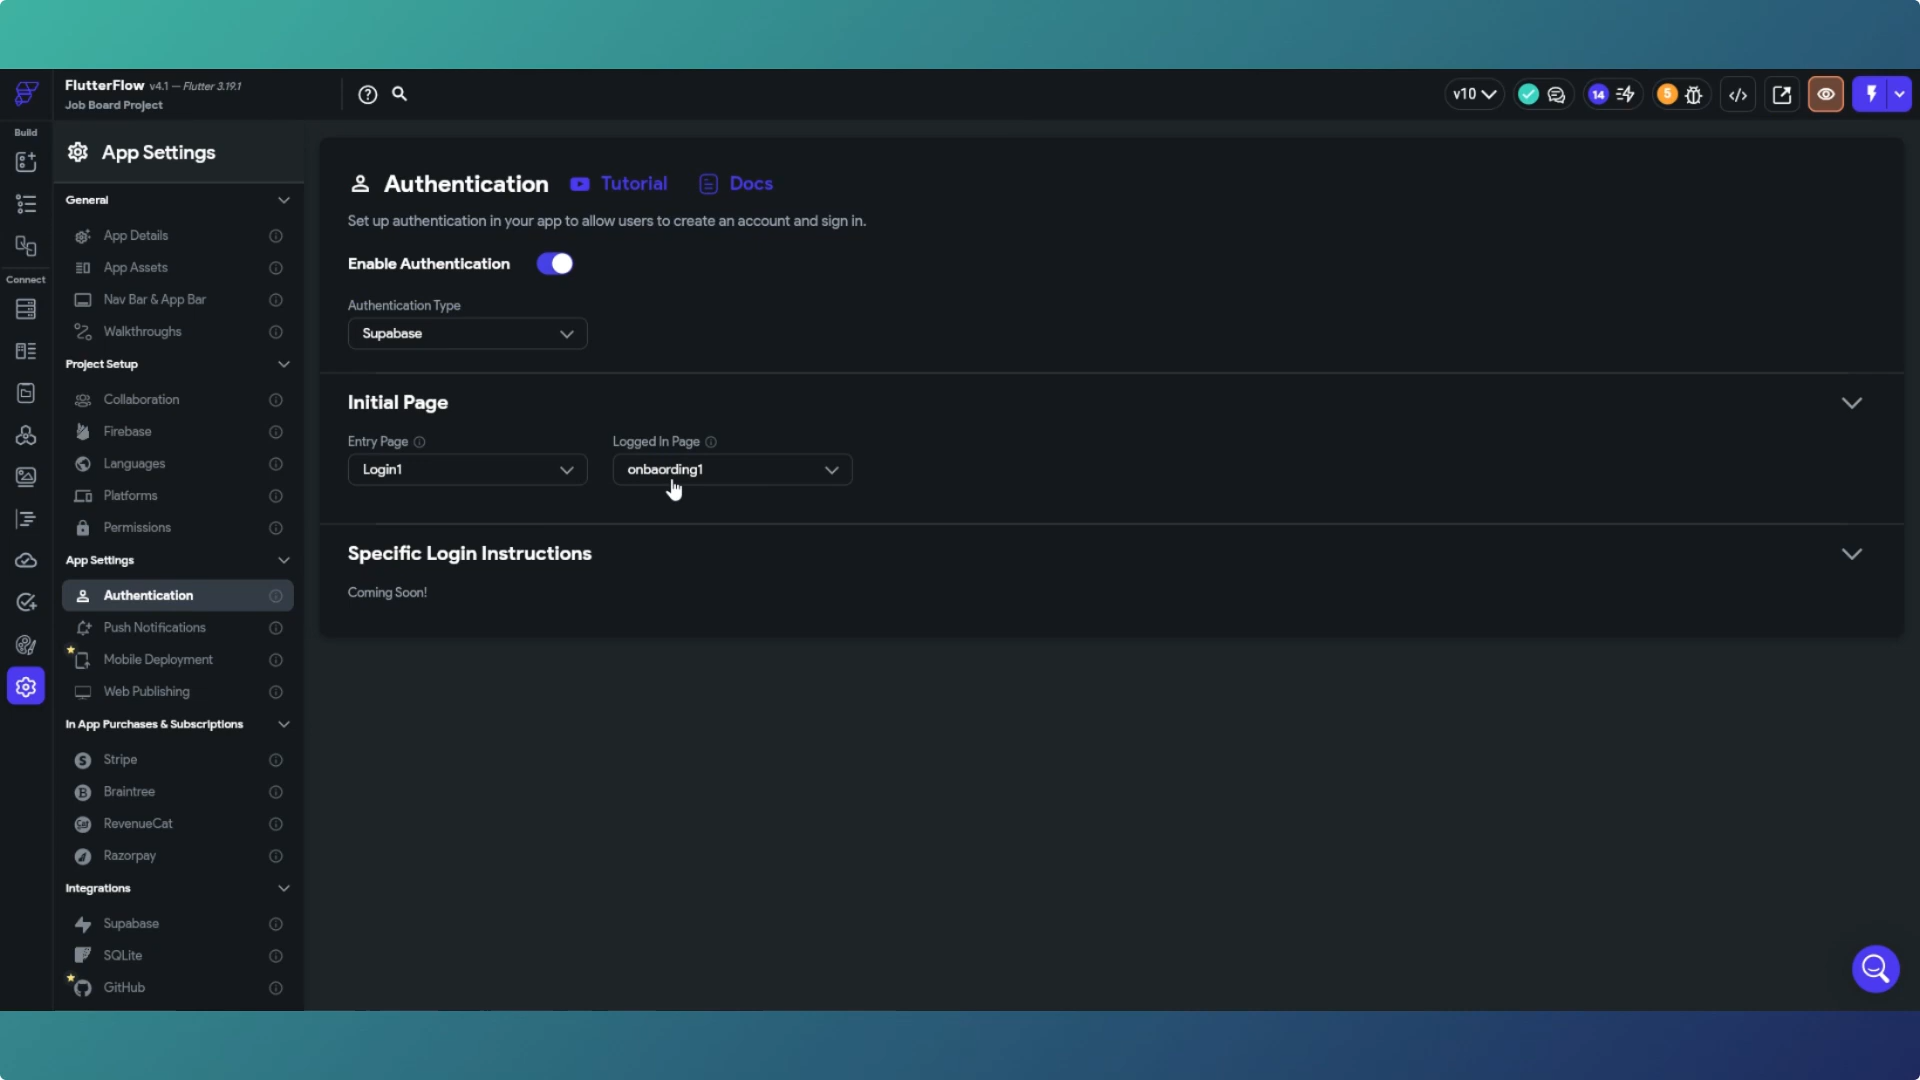 FlutterFlow v4.1 — Flutter 3.19.1
Job Board Project
v10
14
5
Build
Connect
App Settings
General
App Details
App Assets
Nav Bar & App Bar
Walkthroughs
Project Setup
Collaboration
Firebase
Languages
Platforms
Permissions
App Settings
Authentication
Push Notifications
Mobile Deployment
Web Publishing
In App Purchases & Subscriptions
Stripe
Braintree
RevenueCat
Razorpay
Integrations
Supabase
SQLite
GitHub
Authentication Tutorial Docs
Set up authentication in your app to allow users to create an account and sign in.
Enable Authentication
Authentication Type
Supabase
Initial Page
Entry Page Logged In Page
Login1 onbaording1
Specific Login Instructions
Coming Soon!